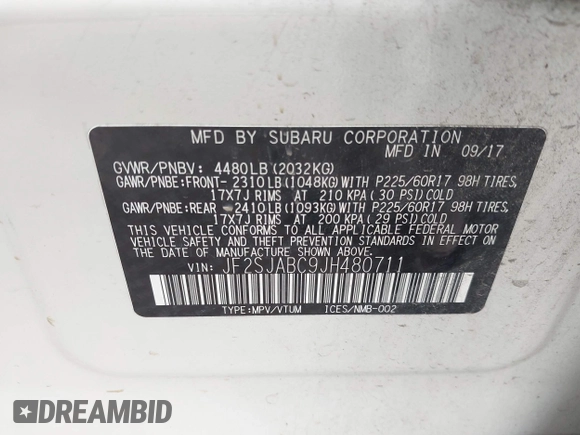 MFD BY SUBARU CORPORATION
09/17
GVWR/PNBV: 4480LB(2032KG)
GAWR/PNBE:FRONT-2310LB(1048KG)WITH P225/60R17 98H TIRES,
17X7J RIMS AT 210 KPA (30 PSI)COLD
GAWR/PNBE:REAR -2410LB(1093KG)WITH P225/60R17 98H TIRES,
17X7J RIMS AT 200 KPA (29 PSI)COLD
THIS VEHICLE CONFORMS TO ALL APPLICABLE FEDERAL MOTOR
VEHICLE SAFETY AND THEFT PREVENTION STANDARDS IN EFFECT ON
THE DATE OF MANUFACTURE SHOWN ABOVE.
VIN: JF2SJABC9JH480711
TYPE:MPV/VTUM ICES/NMB-002
DREAMBID